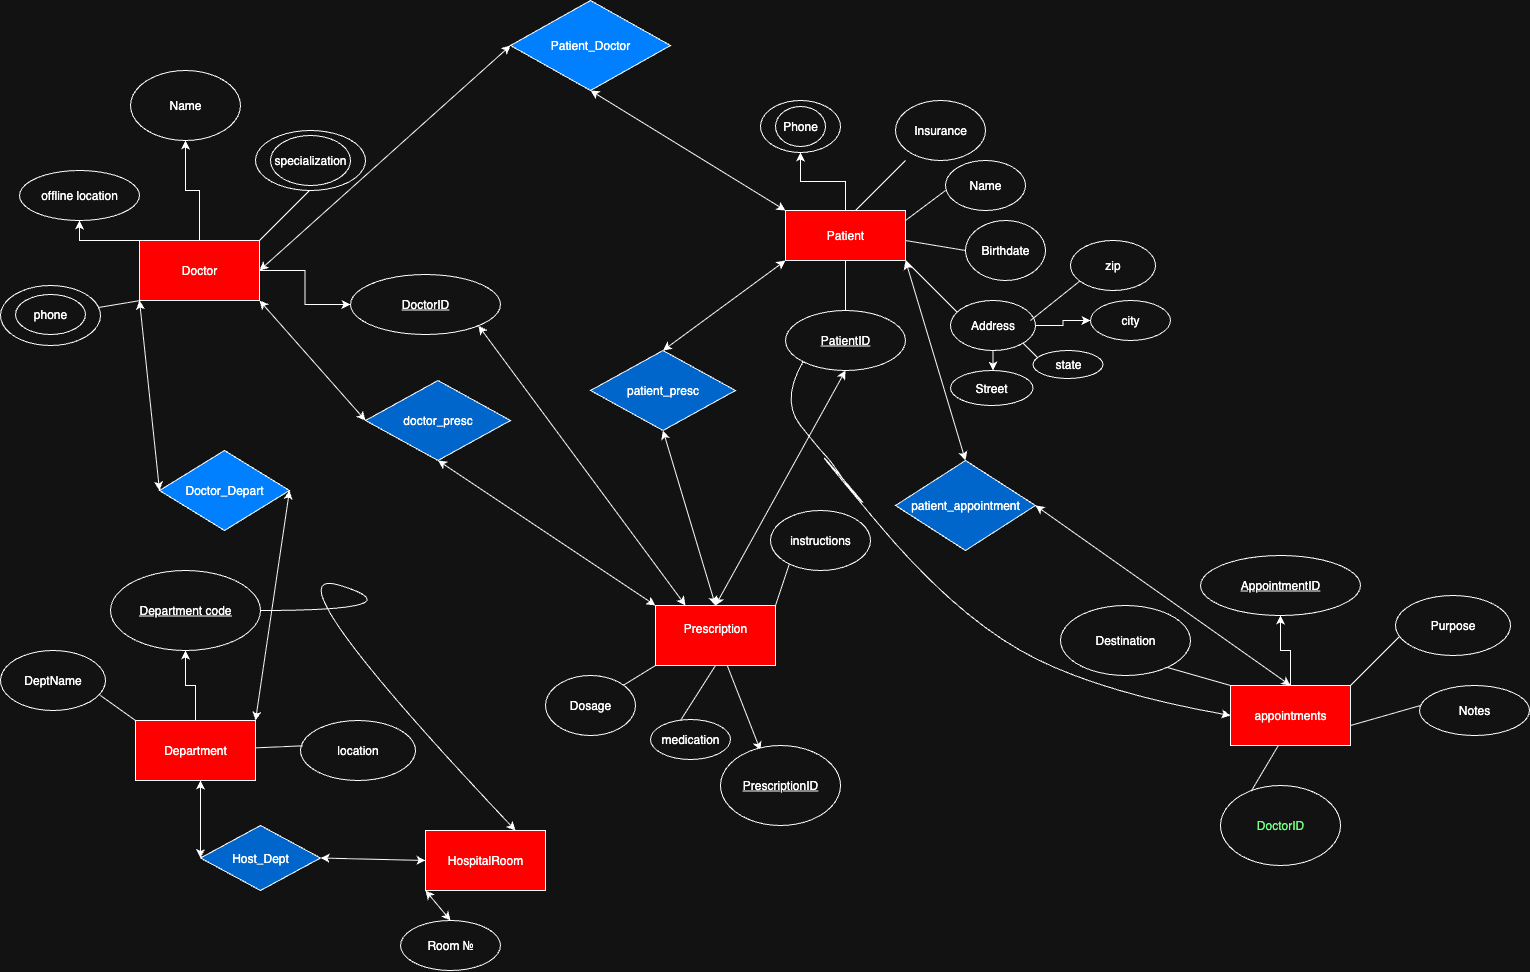 Patient_Doctor
Name
Phone
Insurance
specialization
Name
offline location
Patient
Birthdate
Doctor
zip
DoctorID
phone
Address
city
PatientID
state
Street
patient_presc
doctor_presc
Doctor_Depart
patient_appointment
instructions
AppointmentID
Department code
Prescription
Purpose
Destination
DeptName
Dosage
Notes
appointments
medication
Department
location
PrescriptionID
DoctorID
Host_Dept
HospitalRoom
Room №